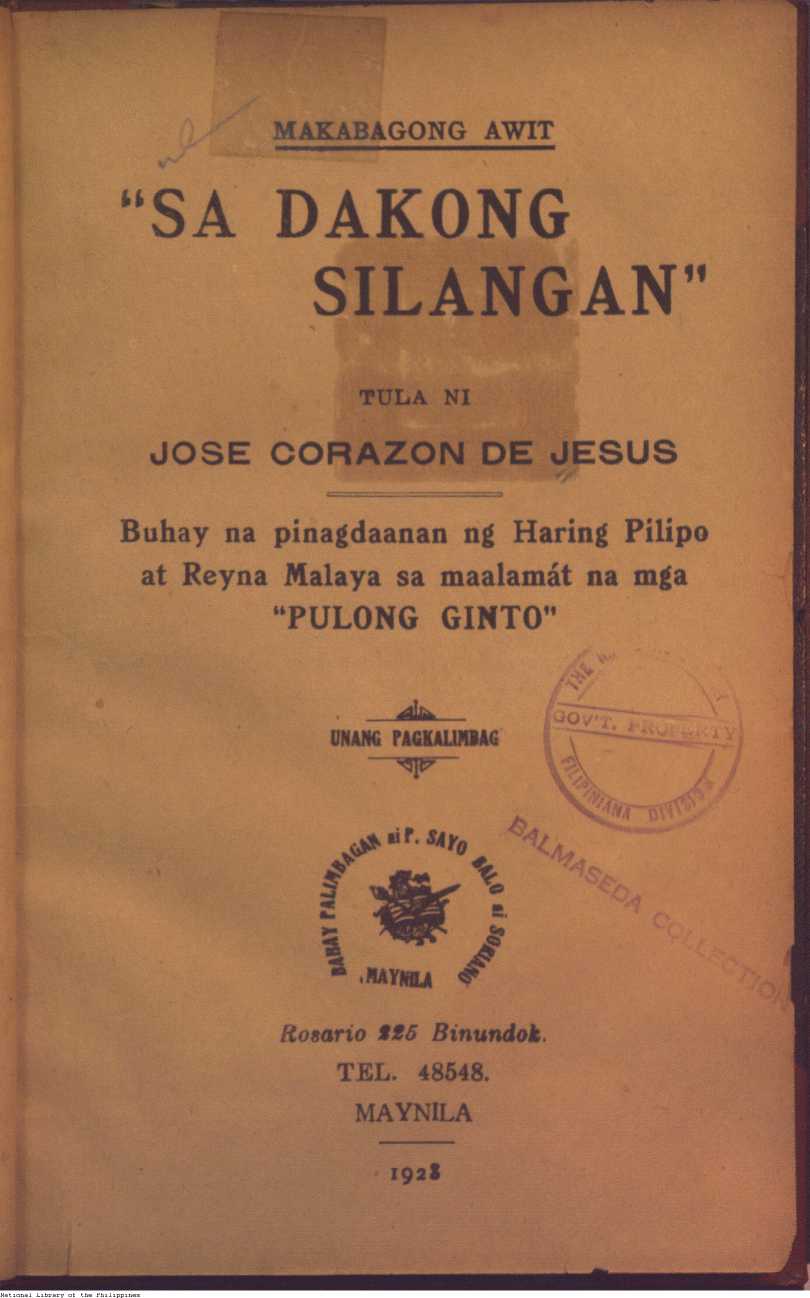 MAKABAGONG AWIT
"SA DAKONG
SILANGAN"
TULA NI
JOSE CORAZON DE JESUS
Buhay na pinagdaanan ng Haring Pilipo
at Reyna Malaya sa maalamát na mga
"PULONG GINTO"
UNANG PAGKALIMBAG
THE
GOV'T. PROPERTY
FILIPINIANA DIVISION
BALMASEDA COLLECTION
BAHAY PALIMBAGAN ni P. SAYO BALO ni SORIANO
MAYNILA
Rosario 225 Binundok.
TEL. 48548.
MAYNILA
1928
National Library of the Philippines